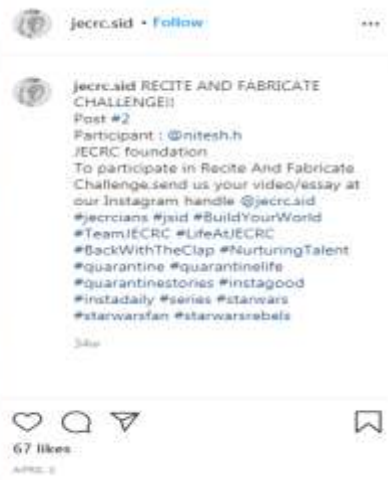 jecrc.sid • Follow
jecrc.sid RECITE AND FABRICATE
CHALLENGE!!
Post #2
Participant : @nitesh.h
JECRC foundation
To participate in Recite And Fabricate
Challenge,send us your video/essay at
our Instagram handle @jecrc.sid
#jecrcians #jsid #BuildYourWorld
#TeamJECRC #LifeAtJECRC
#BackWithTheClap #NurturingTalent
#quarantine #quarantinelife
#quarantinestories #instagood
#instadaily #series #starwars
#starwarsfan #starwarsrebels
34w
67 likes